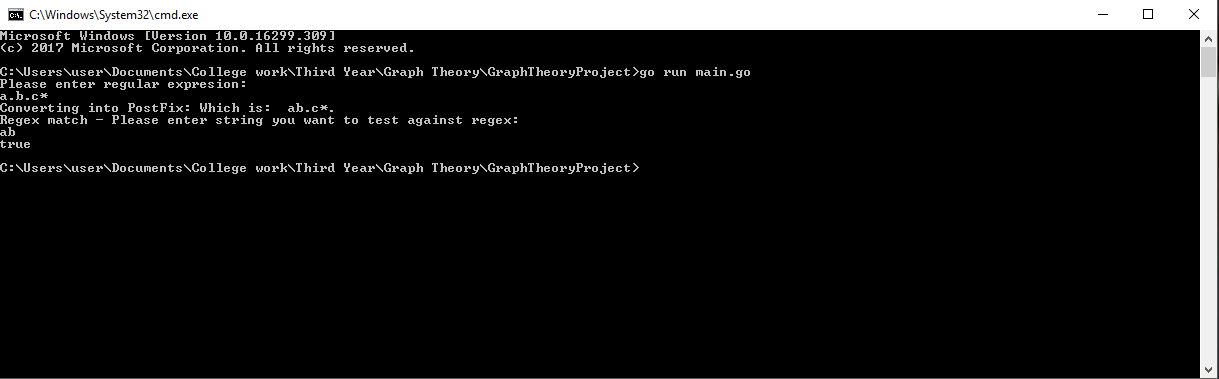 C:\Windows\System32\cmd.exe
Microsoft Windows [Version 10.0.16299.309]
(c) 2017 Microsoft Corporation. All rights reserved.
C:\Users\user\Documents\College work\Third Year\Graph Theory\GraphTheoryProject>go run main.go
Please enter regular expresion:
a.b.c*
Converting into PostFix: Which is:  ab.c*.
Regex match - Please enter string you want to test against regex:
ab
true
C:\Users\user\Documents\College work\Third Year\Graph Theory\GraphTheoryProject>